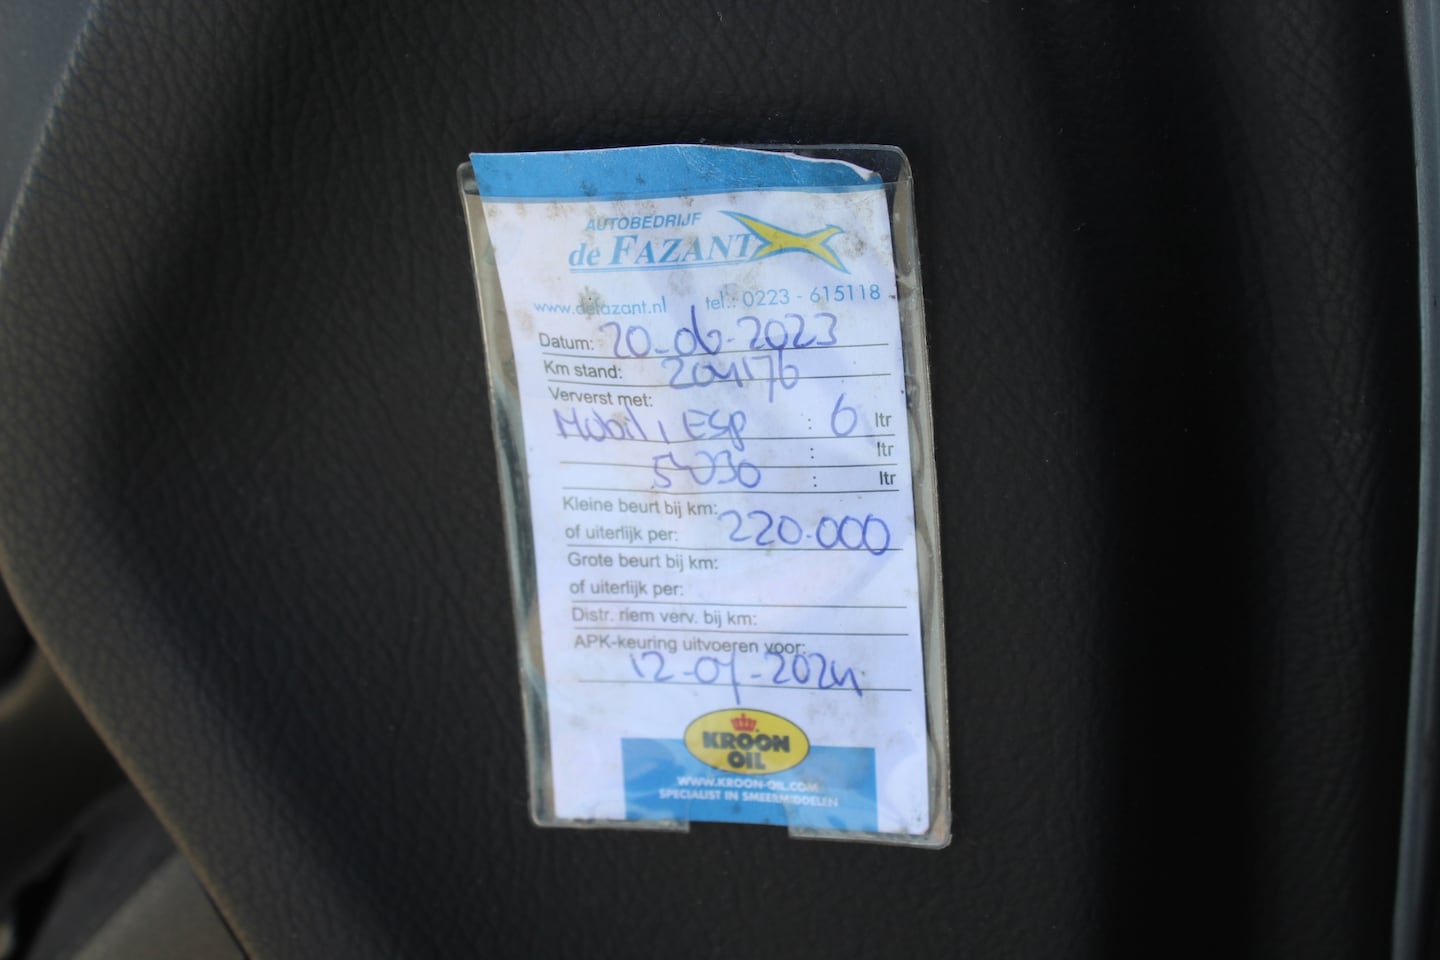 AUTOBEDRIJF
de FAZANT
www.defazant.nl tel.: 0223 - 615118
Datum: 20-06-2023
Km stand: 204176
Ververst met:
Mobil 1 ESP : 6 ltr
: ltr
5W30 : ltr
Kleine beurt bij km:
of uiterlijk per: 220.000
Grote beurt bij km:
of uiterlijk per:
Distr. riem verv. bij km:
APK-keuring uitvoeren voor:
12-07-2024
KROON
OIL
WWW.KROON-OIL.COM
SPECIALIST IN SMEERMIDDELEN